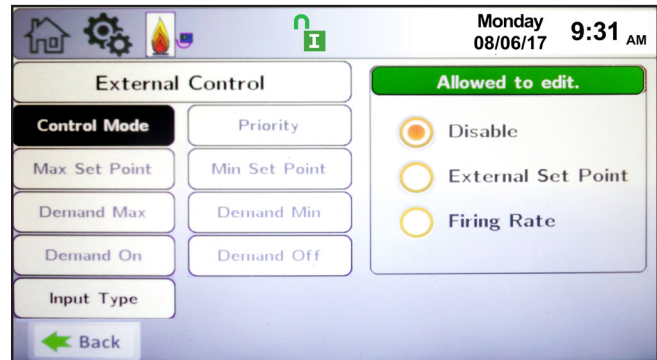 I
Monday
08/06/17
9:31 AM
External Control
Control Mode
Priority
Max Set Point
Min Set Point
Demand Max
Demand Min
Demand On
Demand Off
Input Type
Back
Allowed to edit.
Disable
External Set Point
Firing Rate